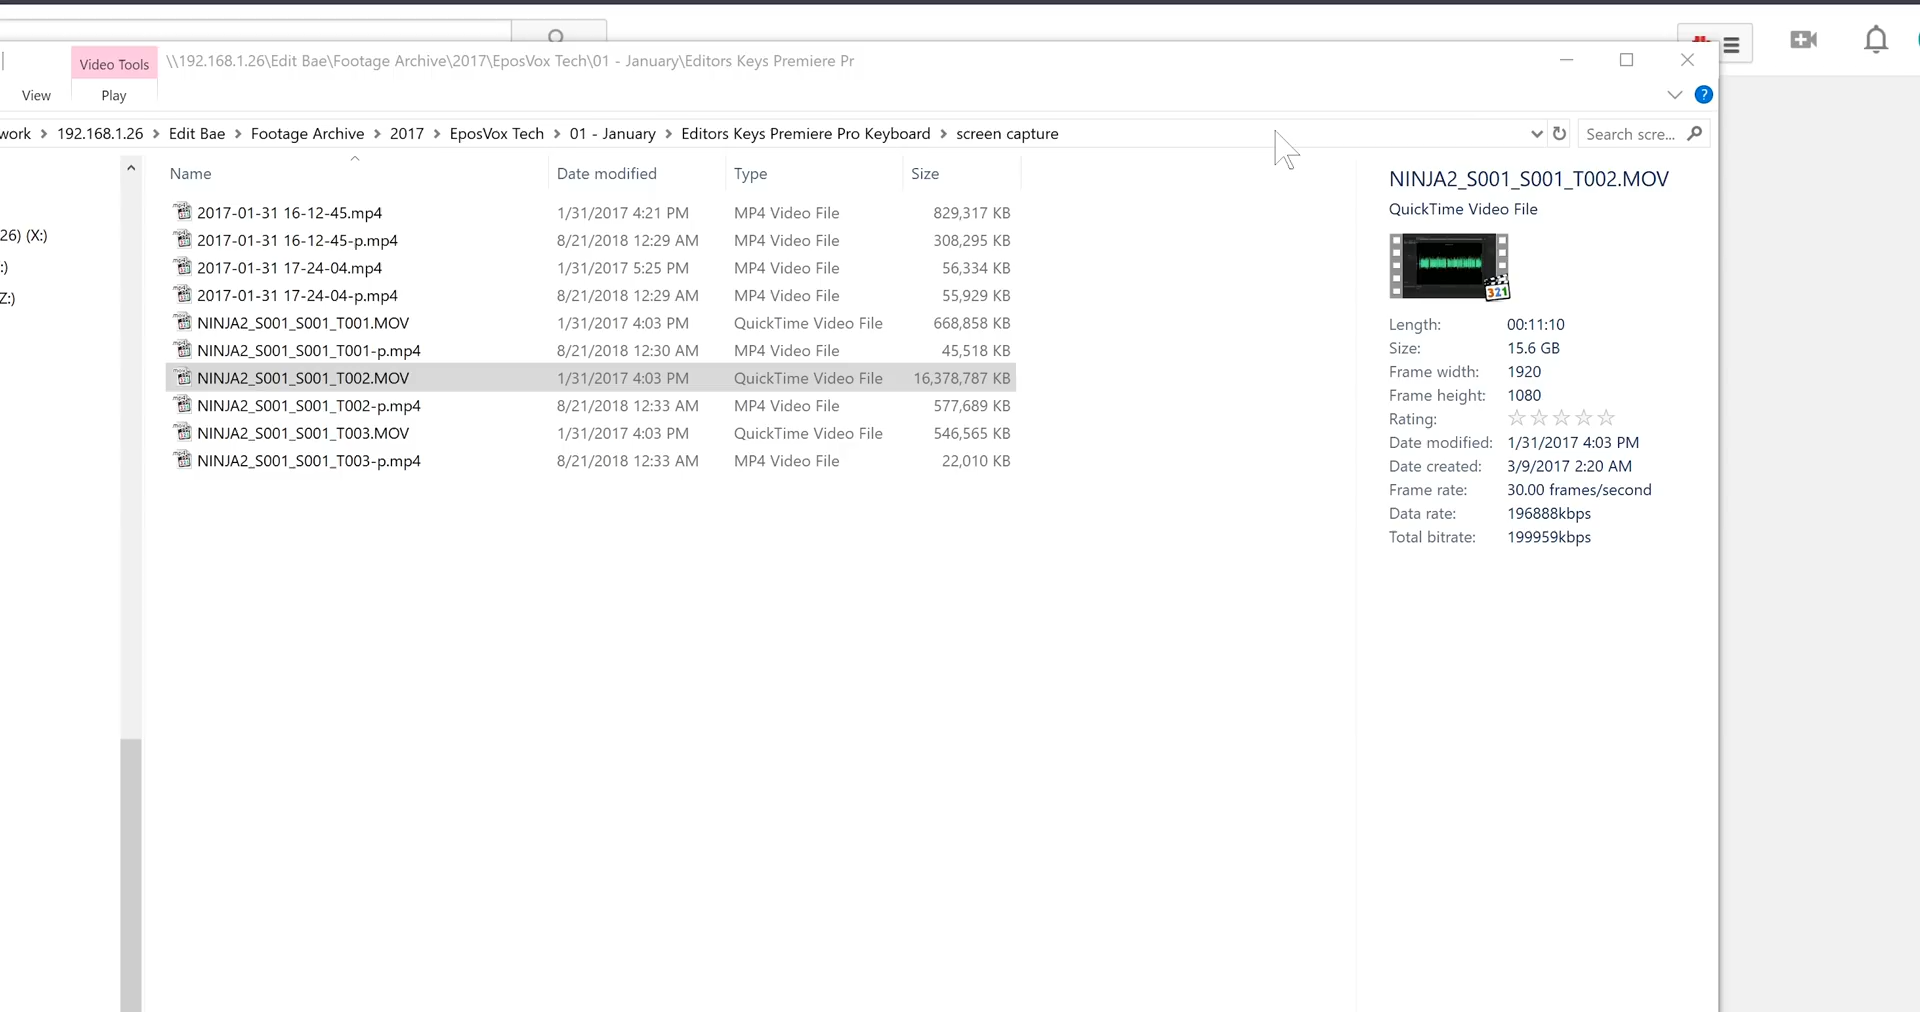 Video Tools
\\192.168.1.26\Edit Bae\Footage Archive\2017\EposVox Tech\01 - January\Editors Keys Premiere Pr
View
Play
work > 192.168.1.26 > Edit Bae > Footage Archive > 2017 > EposVox Tech > 01 - January > Editors Keys Premiere Pro Keyboard > screen capture
Search scre...
Name Date modified Type Size
2017-01-31 16-12-45.mp4 1/31/2017 4:21 PM MP4 Video File 829,317 KB
2017-01-31 16-12-45-p.mp4 8/21/2018 12:29 AM MP4 Video File 308,295 KB
2017-01-31 17-24-04.mp4 1/31/2017 5:25 PM MP4 Video File 56,334 KB
2017-01-31 17-24-04-p.mp4 8/21/2018 12:29 AM MP4 Video File 55,929 KB
NINJA2_S001_S001_T001.MOV 1/31/2017 4:03 PM QuickTime Video File 668,858 KB
NINJA2_S001_S001_T001-p.mp4 8/21/2018 12:30 AM MP4 Video File 45,518 KB
NINJA2_S001_S001_T002.MOV 1/31/2017 4:03 PM QuickTime Video File 16,378,787 KB
NINJA2_S001_S001_T002-p.mp4 8/21/2018 12:33 AM MP4 Video File 577,689 KB
NINJA2_S001_S001_T003.MOV 1/31/2017 4:03 PM QuickTime Video File 546,565 KB
NINJA2_S001_S001_T003-p.mp4 8/21/2018 12:33 AM MP4 Video File 22,010 KB
26) (X:)
:)
Z:)
NINJA2_S001_S001_T002.MOV
QuickTime Video File
321
Length: 00:11:10
Size: 15.6 GB
Frame width: 1920
Frame height: 1080
Rating:
Date modified: 1/31/2017 4:03 PM
Date created: 3/9/2017 2:20 AM
Frame rate: 30.00 frames/second
Data rate: 196888kbps
Total bitrate: 199959kbps